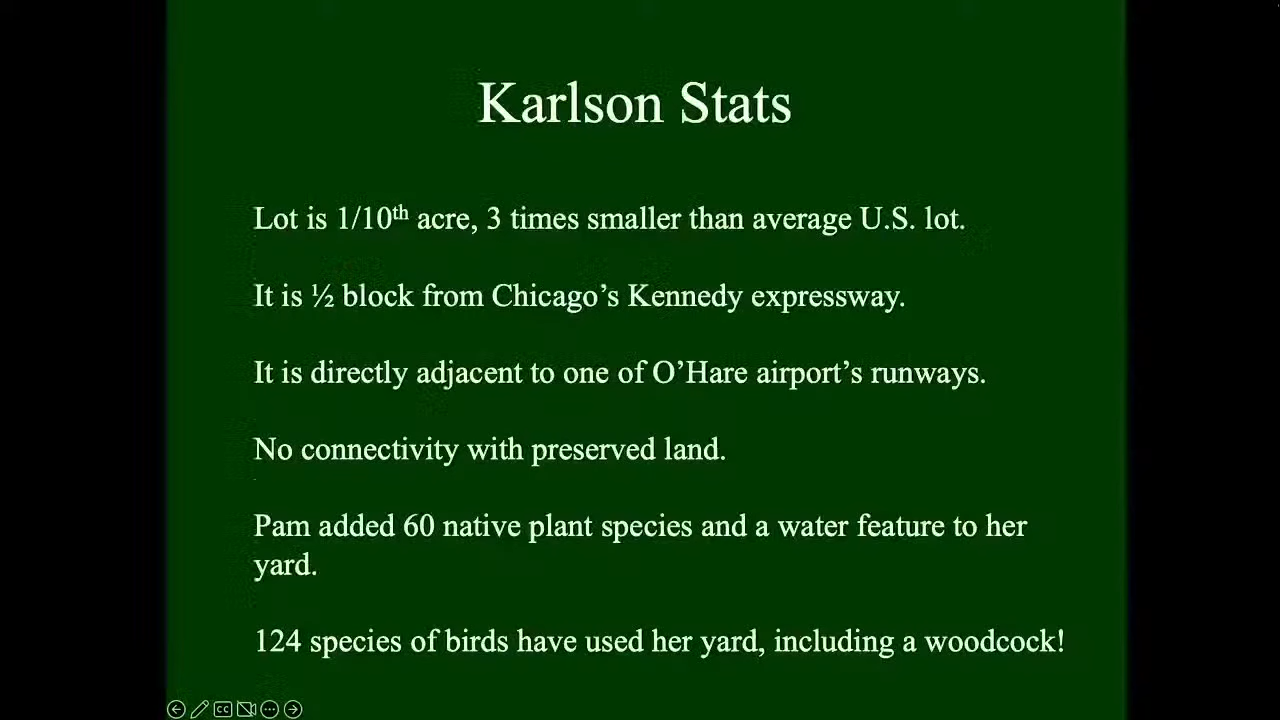 Karlson Stats
Lot is 1/10th acre, 3 times smaller than average U.S. lot.
It is ½ block from Chicago’s Kennedy expressway.
It is directly adjacent to one of O’Hare airport’s runways.
No connectivity with preserved land.
Pam added 60 native plant species and a water feature to her
yard.
124 species of birds have used her yard, including a woodcock!
CC